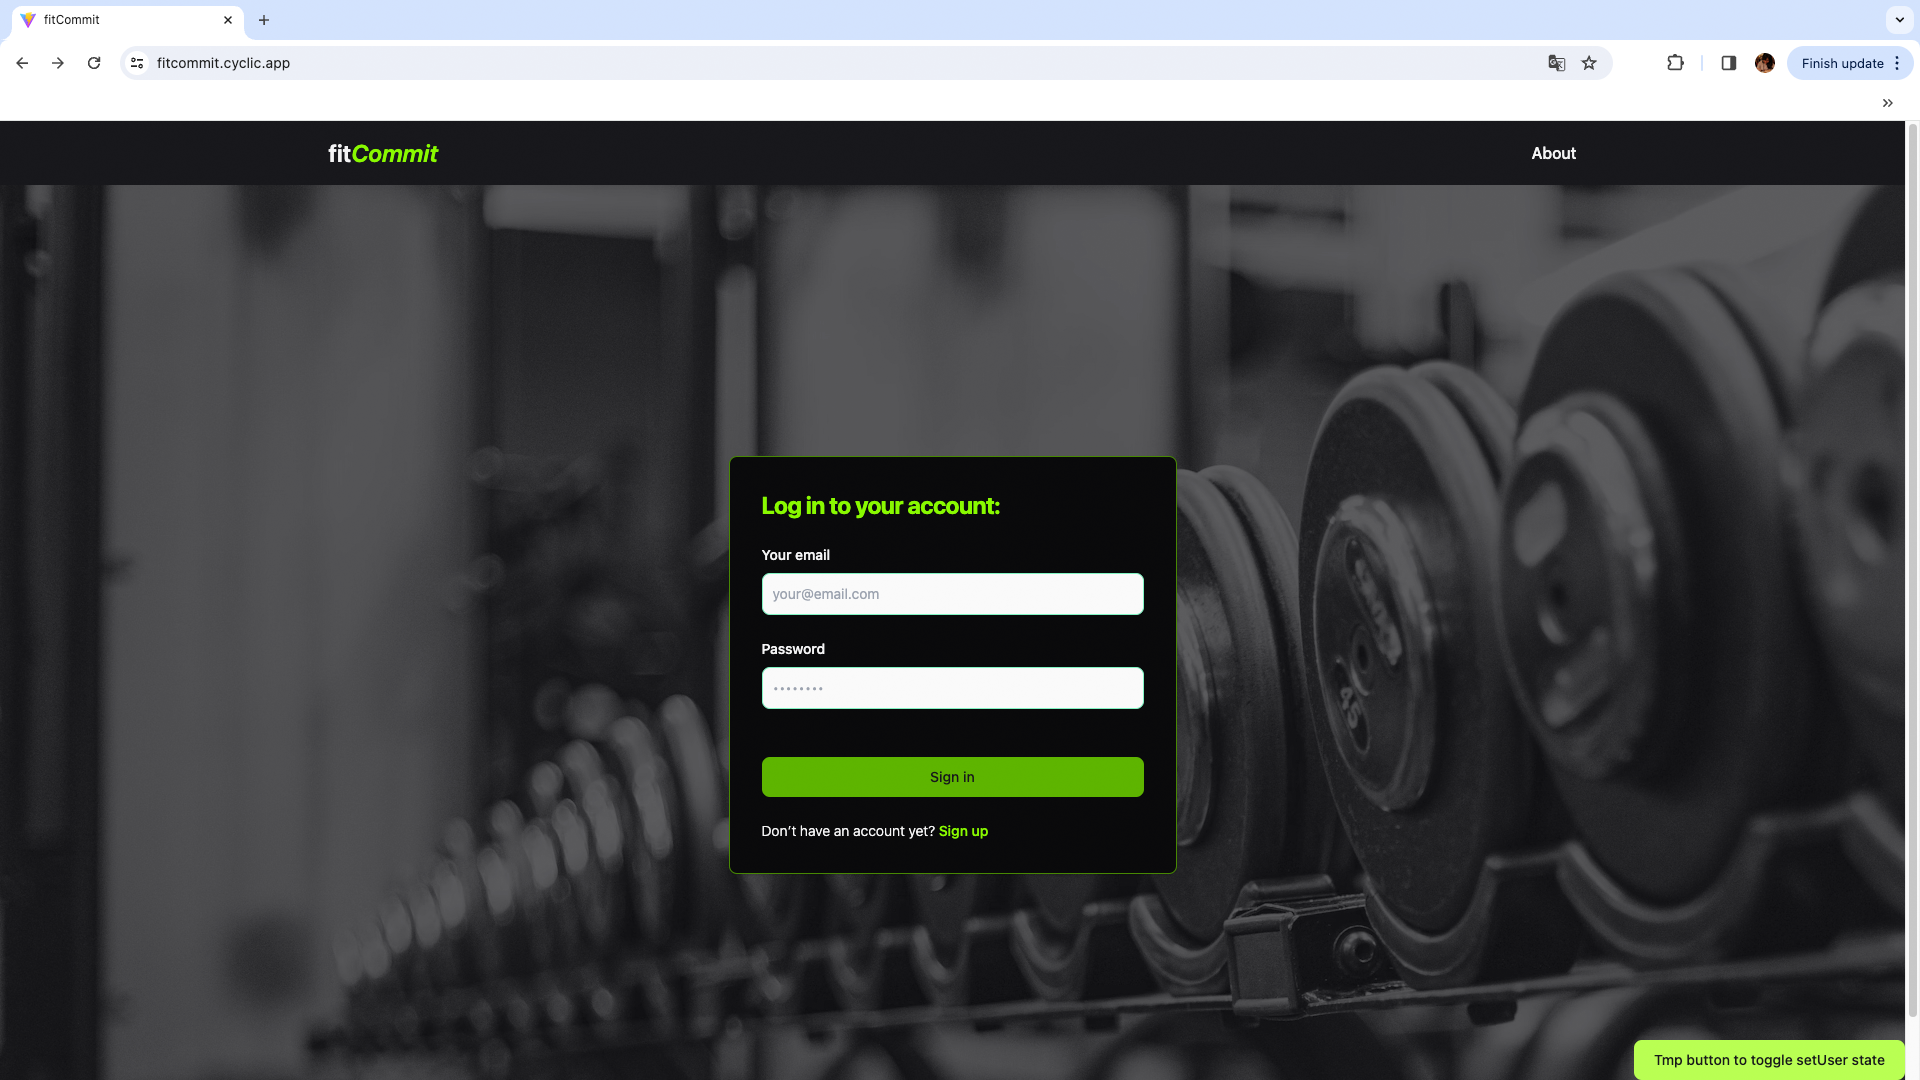 fitCommit
fitcommit.cyclic.app
Finish update
fitCommit
About
Log in to your account:
Your email
your@email.com
Password
Sign in
Don't have an account yet? Sign up
45
Tmp button to toggle setUser state